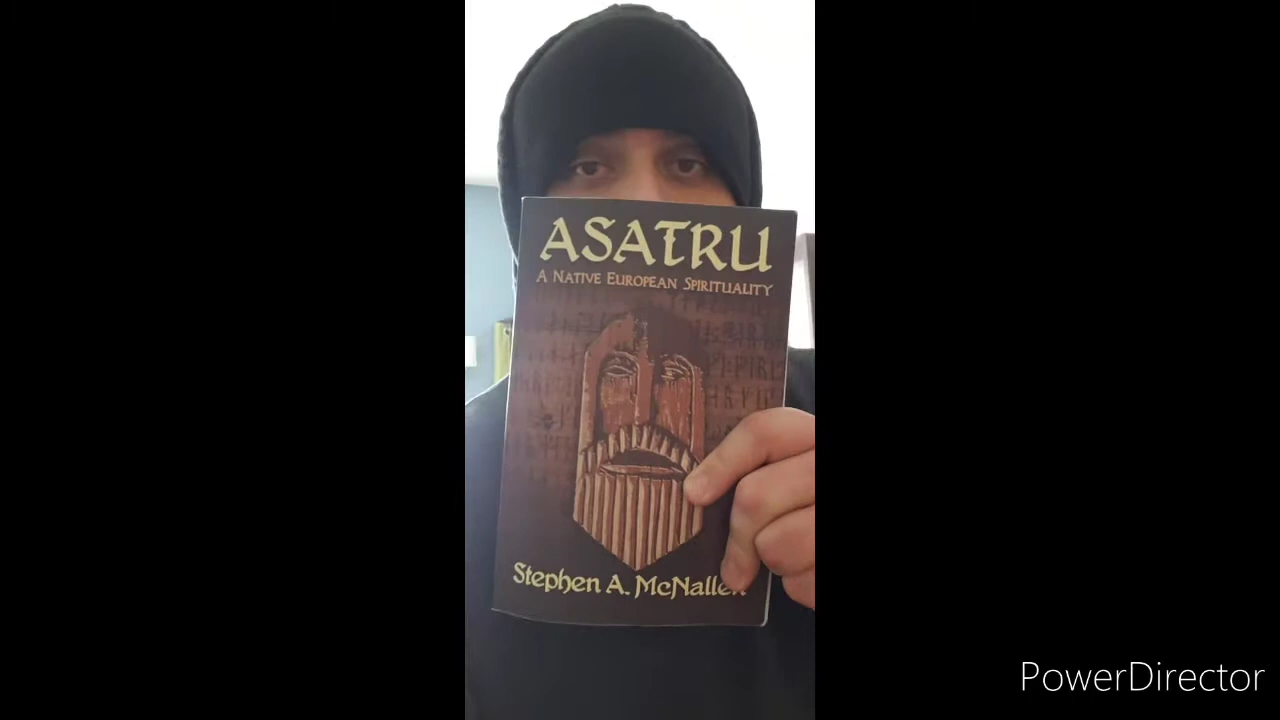 ASATRU
A NATIVE EUROPEAN SPIRITUALITY
Stephen A. McNallen
PowerDirector